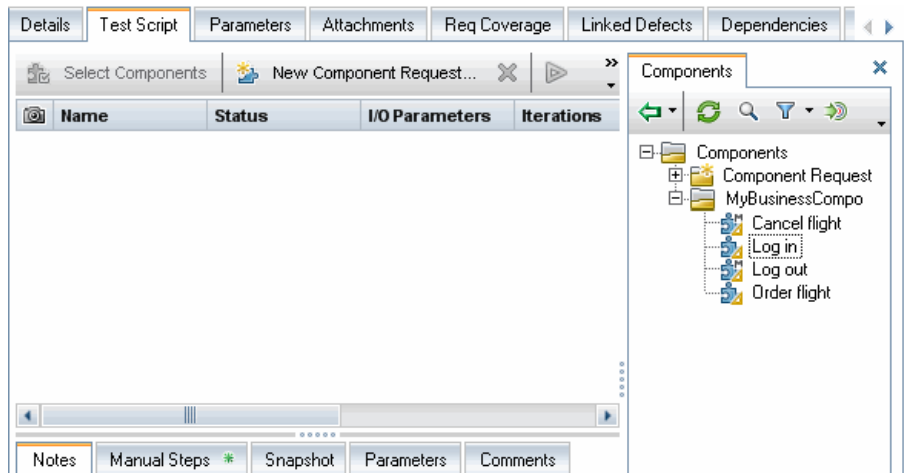 Details Test Script Parameters Attachments Req Coverage Linked Defects Dependencies
Select Components New Component Request... »
Name Status I/O Parameters Iterations
Components
Components
Component Request
MyBusinessCompo
Cancel flight
Log in
Log out
Order flight
Notes Manual Steps * Snapshot Parameters Comments